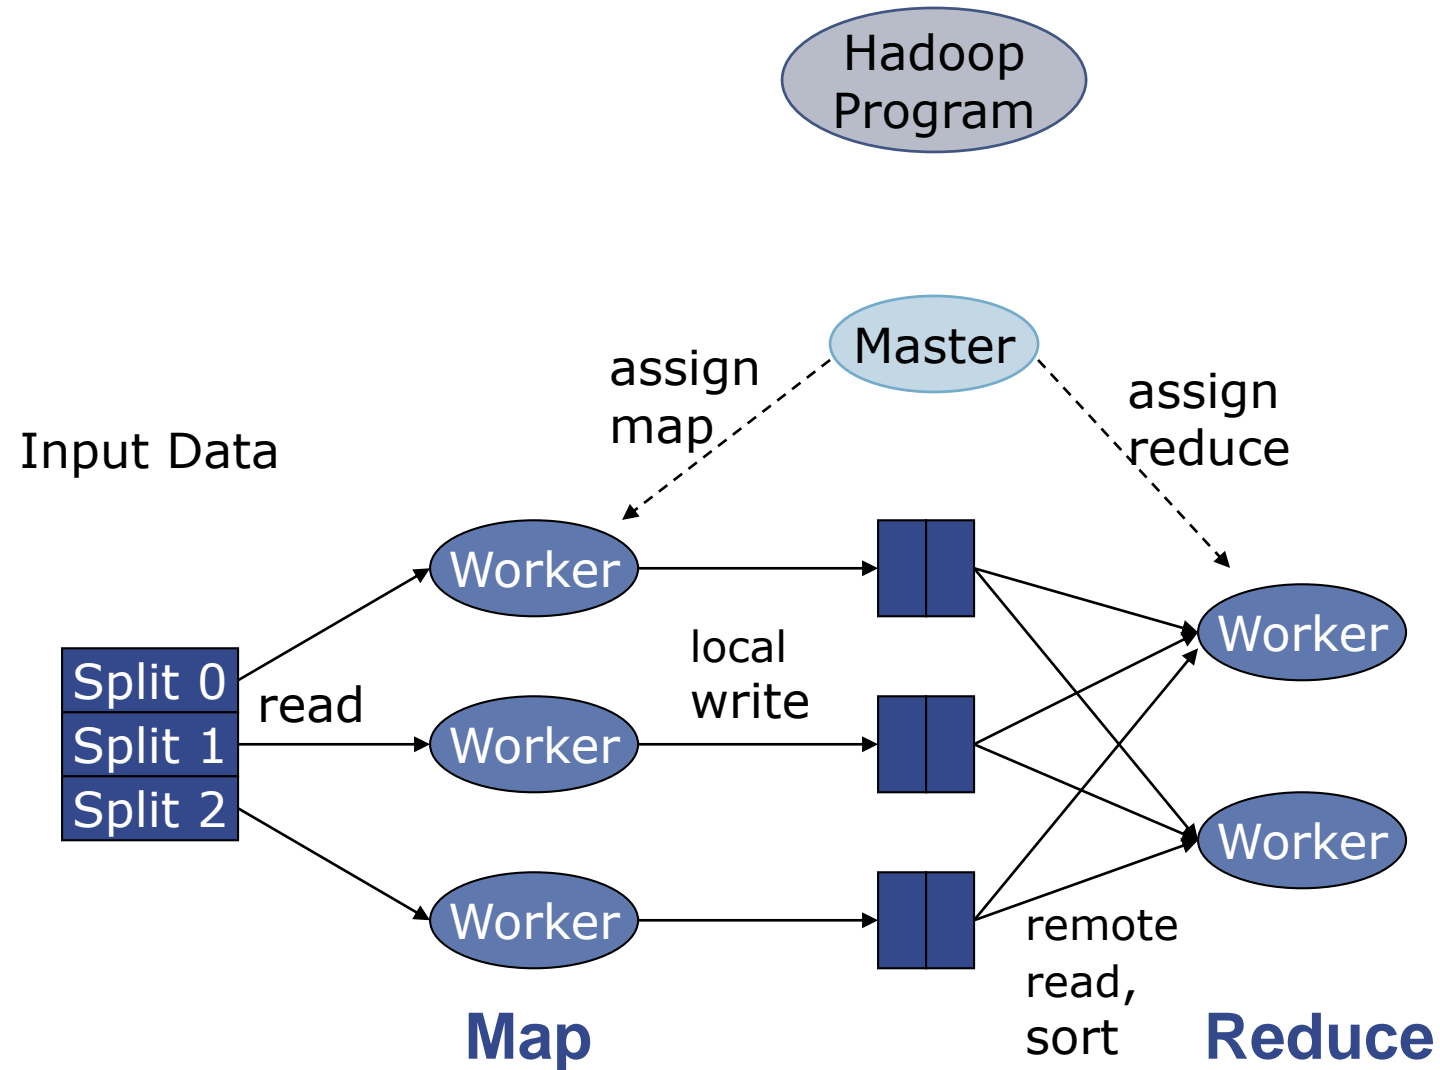 Hadoop
Program
Master
assign
map
assign
reduce
Input Data
Worker
Worker
local
write
Split 0
read
Split 1
Worker
Split 2
Worker
Worker
remote
read,
sort
Map
Reduce